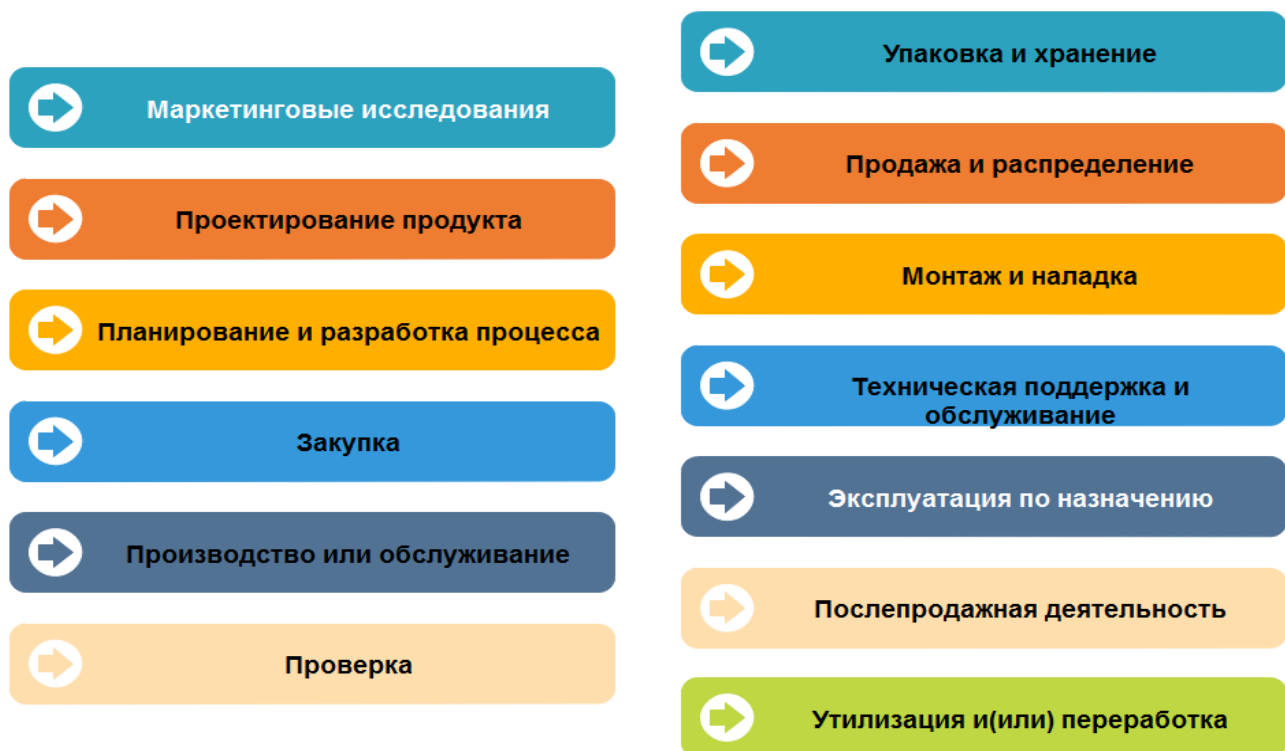 Маркетинговые исследования
Проектирование продукта
Планирование и разработка процесса
Закупка
Производство или обслуживание
Проверка
Упаковка и хранение
Продажа и распределение
Монтаж и наладка
Техническая поддержка и
обслуживание
Эксплуатация по назначению
Послепродажная деятельность
Утилизация и(или) переработка